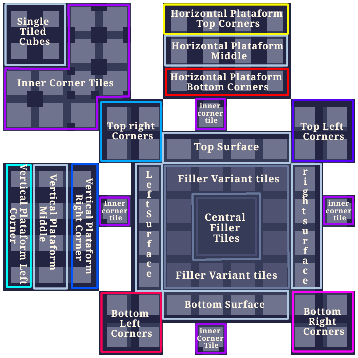 Single
Tiled
Cubes
Inner Corner Tiles
Horizontal Plataform
Top Corners
Horizontal Plataform
Middle
Horizontal Plataform
Bottom Corners
Inner
corner
tile
Top right
Corners
Top Left
Corners
Top Surface
Vertical Plataform Left
Corner
Vertical Plataform
Middle
Vertical Plataform
Right Corner
Inner
corner
tile
Left Surface
Filler Variant tiles
Central
Filler
Tiles
Filler Variant tiles
right surface
Inner
corner
tile
Bottom
Left
Corners
Bottom Surface
Bottom
Right
Corners
Inner
Corner
Tile